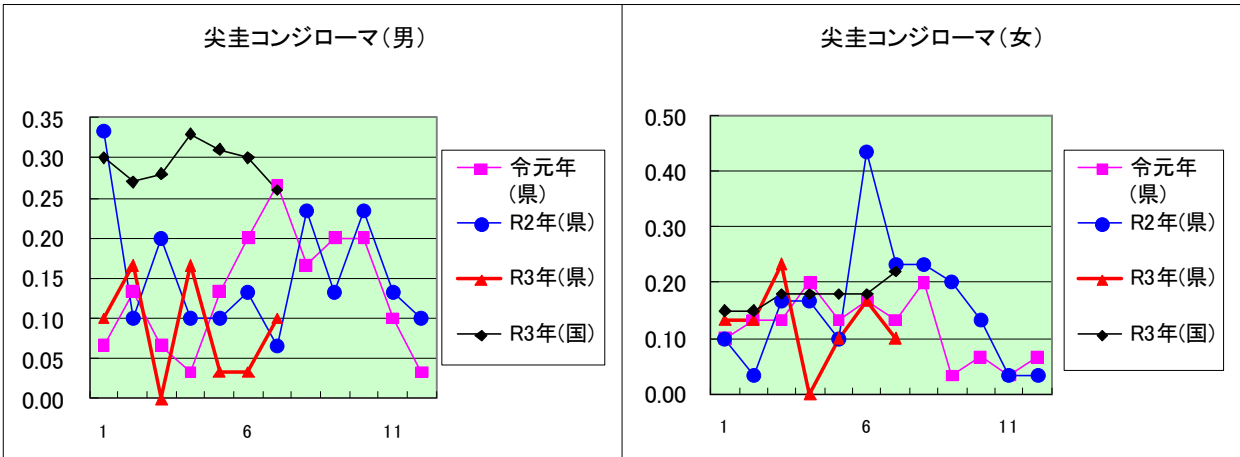 尖圭コンジローマ(男)
0.35
0.30
0.25
0.20
0.15
0.10
0.05
0.00
1
6
11
令元年
(県)
R2年(県)
R3年(県)
R3年(国)
尖圭コンジローマ(女)
0.50
0.40
0.30
0.20
0.10
0.00
1
6
11
令元年
(県)
R2年(県)
R3年(県)
R3年(国)